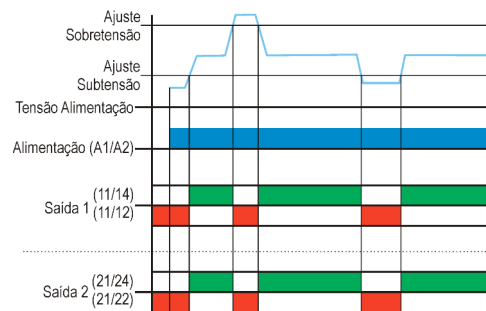 Ajuste
Sobretensão
Ajuste
Subtensão
Tensão Alimentação
Alimentação (A1/A2)
Saída 1 (11/14)
(11/12)
Saída 2 (21/24)
(21/22)